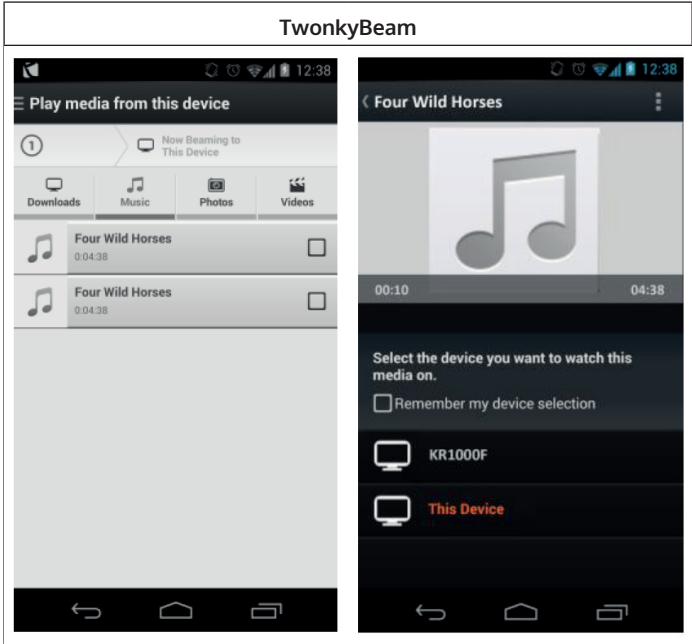 TwonkyBeam
12:38
Play media from this device
1
Now Beaming to
This Device
Downloads
Music
Photos
Videos
Four Wild Horses
0:04:38
Four Wild Horses
0:04:38
12:38
Four Wild Horses
00:10
04:38
Select the device you want to watch this
media on.
Remember my device selection
KR1000F
This Device